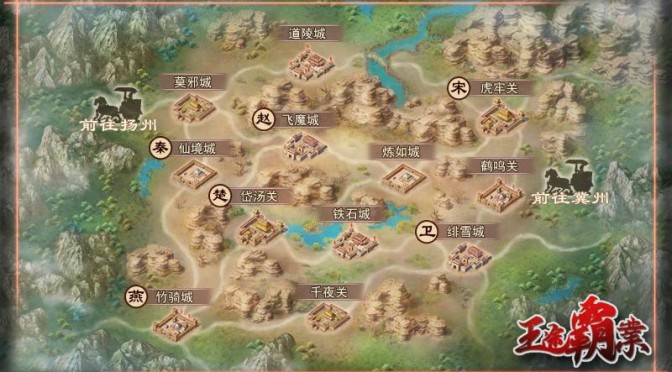 道陵城
莫邪城
宋 虎牢关
前往扬州
赵 飞魔城
秦 仙境城
炼如城
鹤鸣关
前往冀州
楚 岱汤关
铁石城
卫 绯雪城
燕 竹骑城
千夜关
王途霸业